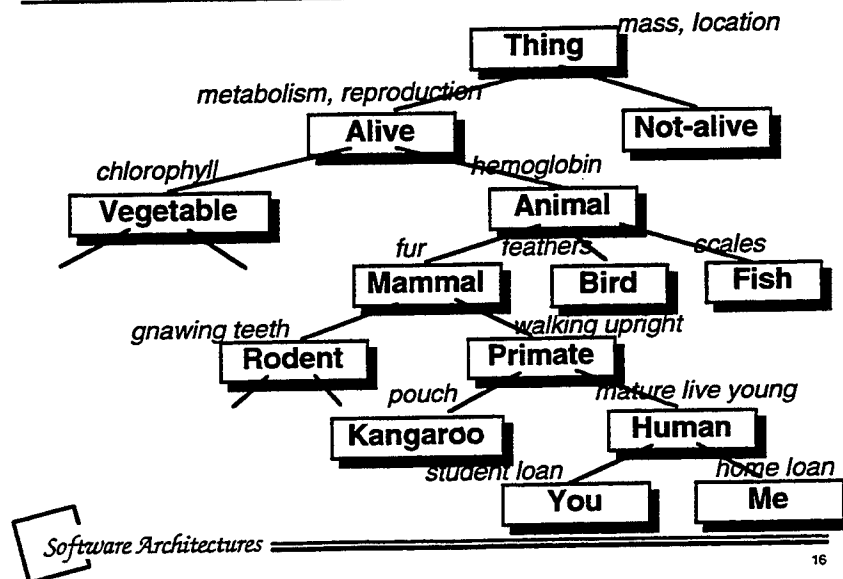 mass, location
Thing
metabolism, reproduction
Alive
Not-alive
chlorophyll
hemoglobin
Vegetable
Animal
fur
feathers
scales
Mammal
Bird
Fish
gnawing teeth
walking upright
Rodent
Primate
pouch
mature live young
Kangaroo
Human
student loan
home loan
You
Me
Software Architectures
16